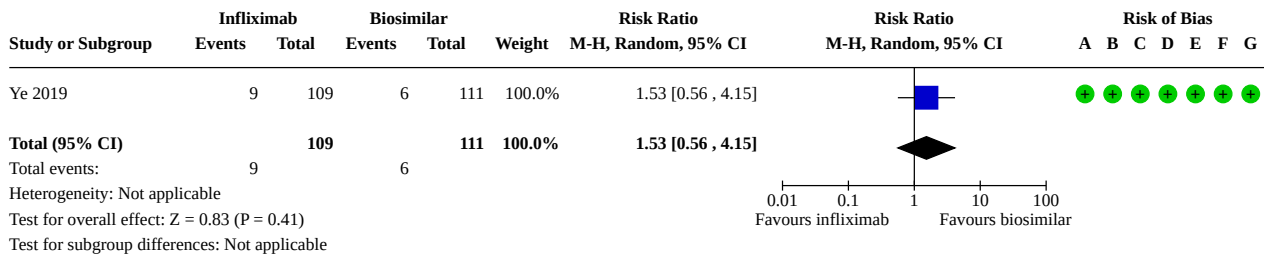 Infliximab Biosimilar Risk Ratio Risk Ratio Risk of Bias
Study or Subgroup Events Total Events Total Weight M-H, Random, 95% CI M-H, Random, 95% CI A B C D E F G
Ye 2019 9 109 6 111 100.0% 1.53 [0.56 , 4.15] + + + + + + +
Total (95% CI) 109 111 100.0% 1.53 [0.56 , 4.15]
Total events: 9 6
Heterogeneity: Not applicable
0.01 0.1 1 10 100
Test for overall effect: Z = 0.83 (P = 0.41) Favours infliximab Favours biosimilar
Test for subgroup differences: Not applicable